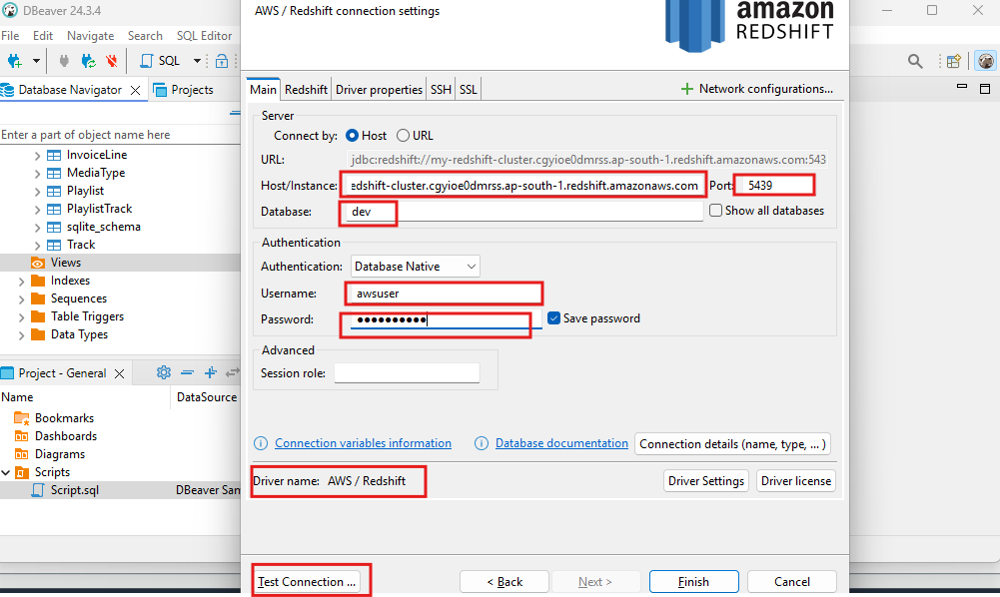 DBeaver 24.3.4
AWS / Redshift connection settings
amazon
REDSHIFT
File Edit Navigate Search SQL Editor
SQL
Database Navigator Projects
Enter a part of object name here
InvoiceLine
MediaType
Playlist
PlaylistTrack
sqlite_schema
Track
Views
Indexes
Sequences
Table Triggers
Data Types
Project - General
Name DataSource
Bookmarks
Dashboards
Diagrams
Scripts
Script.sql DBeaver Sam
Main Redshift Driver properties SSH SSL Network configurations...
Server
Connect by: Host URL
URL: jdbc:redshift://my-redshift-cluster.cgyioe0dmrss.ap-south-1.redshift.amazonaws.com:543
Host/Instance: edshift-cluster.cgyioe0dmrss.ap-south-1.redshift.amazonaws.com Port: 5439
Database: dev Show all databases
Authentication
Authentication: Database Native
Username: awsuser
Password: ●●●●●●●●●● Save password
Advanced
Session role:
Connection variables information Database documentation Connection details (name, type, ... )
Driver name: AWS / Redshift Driver Settings Driver license
Test Connection ... < Back Next > Finish Cancel